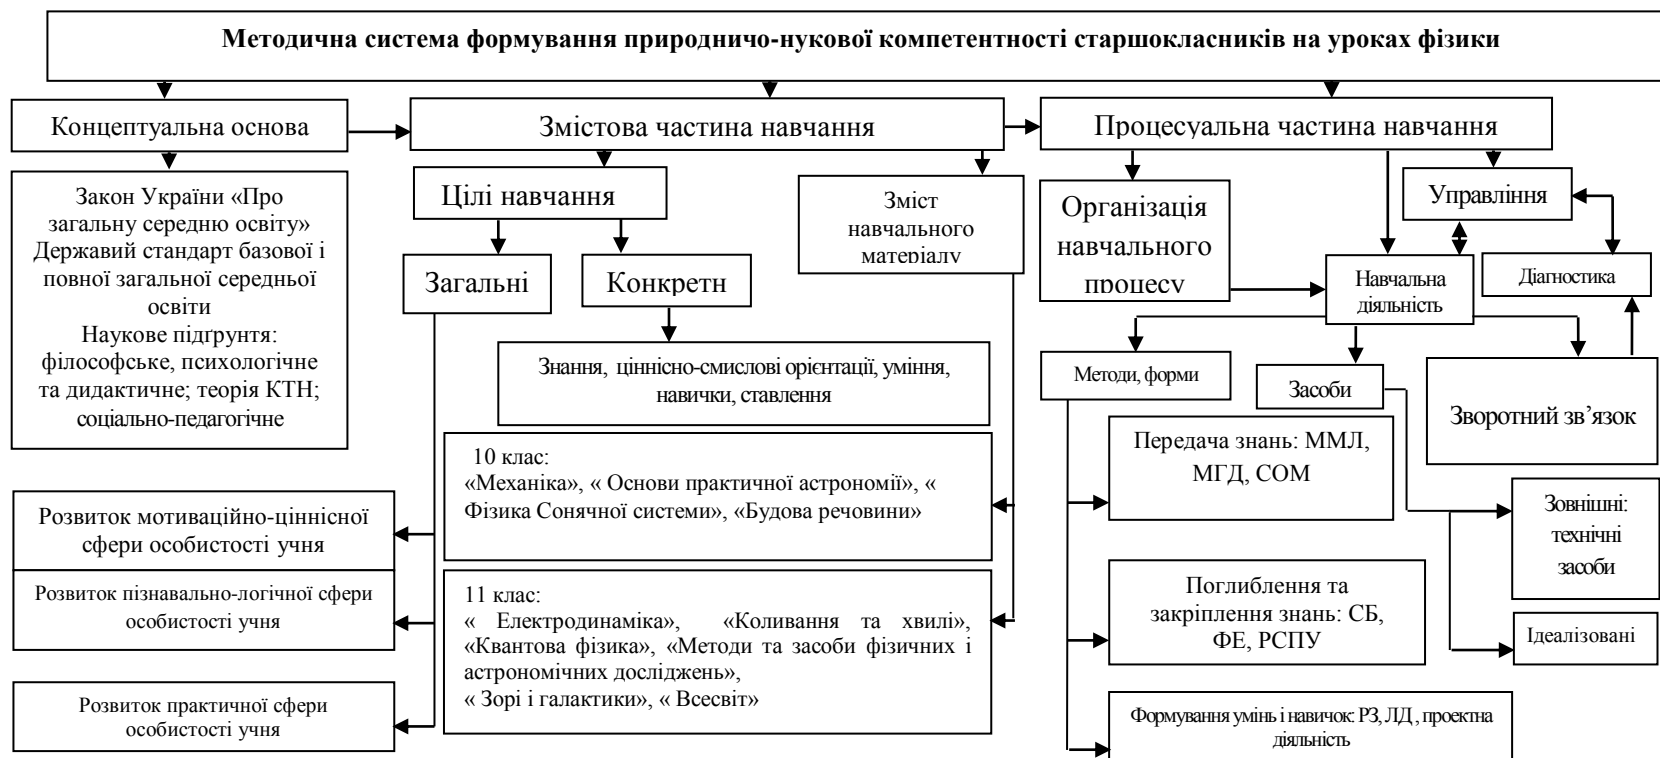 Методична система формування природничо-нукової компетентності старшокласників на уроках фізики
Концептуальна основа
Змістова частина навчання
Процесуальна частина навчання
Закон України «Про
загальну середню освіту»
Державий стандарт базової і
повної загальної середньої
освіти
Наукове підґрунтя:
філософське, психологічне
та дидактичне; теорія КТН;
соціально-педагогічне
Цілі навчання
Зміст
навчального
матеріалу
Організація
навчального
процесу
Управління
Загальні
Конкретн
Навчальна
діяльність
Діагностика
Знання, ціннісно-смислові орієнтації, уміння,
навички, ставлення
Методи, форми
Засоби
Зворотний зв’язок
10 клас:
«Механіка», « Основи практичної астрономії», «
Фізика Сонячної системи», «Будова речовини»
Передача знань: ММЛ,
МГД, СОМ
Розвиток мотиваційно-ціннісної
сфери особистості учня
Зовнішні:
технічні
засоби
Розвиток пізнавально-логічної сфери
особистості учня
11 клас:
« Електродинаміка», «Коливання та хвилі»,
«Квантова фізика», «Методи та засоби фізичних і
астрономічних досліджень»,
« Зорі і галактики», « Всесвіт»
Поглиблення та
закріплення знань: СБ,
ФЕ, РСПУ
Ідеалізовані
Розвиток практичної сфери
особистості учня
Формування умінь і навичок: РЗ, ЛД , проектна
діяльність